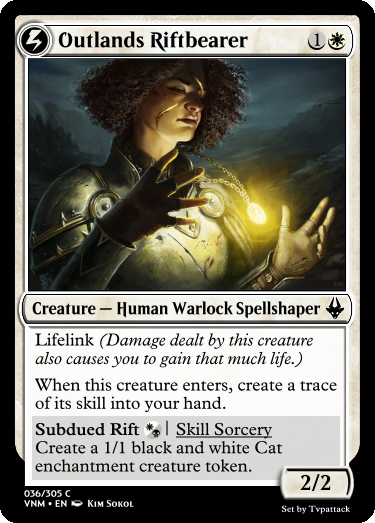 Outlands Riftbearer 1
Creature — Human Warlock Spellshaper
Lifelink (Damage dealt by this creature
also causes you to gain that much life.)
When this creature enters, create a trace
of its skill into your hand.
Subdued Rift | Skill Sorcery
Create a 1/1 black and white Cat
enchantment creature token.
2/2
036/305 C
VNM • EN Kim Sokol
Set by Tvpattack